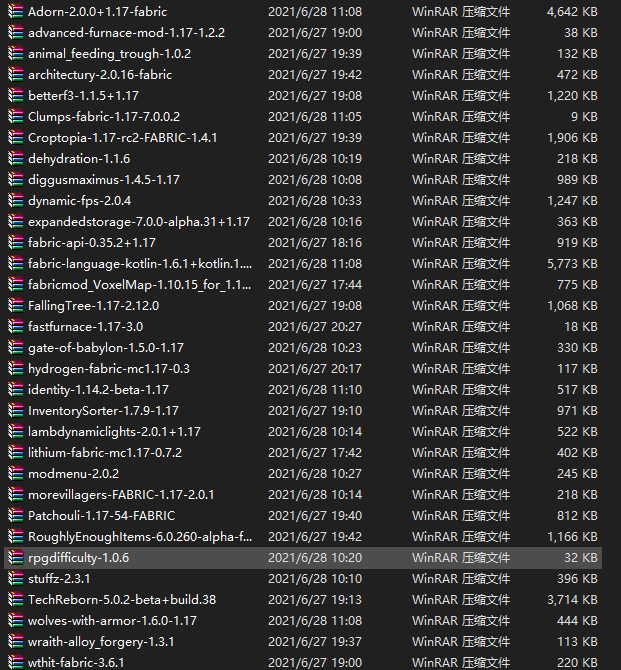 Adorn-2.0.0+1.17-fabric 2021/6/28 11:08 WinRAR 压缩文件 4,642 KB
advanced-furnace-mod-1.17-1.2.2 2021/6/27 19:00 WinRAR 压缩文件 38 KB
animal_feeding_trough-1.0.2 2021/6/27 19:39 WinRAR 压缩文件 132 KB
architectury-2.0.16-fabric 2021/6/27 19:42 WinRAR 压缩文件 472 KB
betterf3-1.1.5+1.17 2021/6/27 19:08 WinRAR 压缩文件 1,220 KB
Clumps-fabric-1.17-7.0.0.2 2021/6/28 11:05 WinRAR 压缩文件 9 KB
Croptopia-1.17-rc2-FABRIC-1.4.1 2021/6/27 19:39 WinRAR 压缩文件 1,906 KB
dehydration-1.1.6 2021/6/28 10:19 WinRAR 压缩文件 218 KB
diggusmaximus-1.4.5-1.17 2021/6/28 10:08 WinRAR 压缩文件 989 KB
dynamic-fps-2.0.4 2021/6/28 10:33 WinRAR 压缩文件 1,247 KB
expandedstorage-7.0.0-alpha.31+1.17 2021/6/28 10:16 WinRAR 压缩文件 363 KB
fabric-api-0.35.2+1.17 2021/6/27 18:16 WinRAR 压缩文件 919 KB
fabric-language-kotlin-1.6.1+kotlin.1.... 2021/6/28 11:08 WinRAR 压缩文件 5,773 KB
fabricmod_VoxelMap-1.10.15_for_1.1... 2021/6/27 17:44 WinRAR 压缩文件 775 KB
FallingTree-1.17-2.12.0 2021/6/27 19:08 WinRAR 压缩文件 1,068 KB
fastfurnace-1.17-3.0 2021/6/27 20:27 WinRAR 压缩文件 18 KB
gate-of-babylon-1.5.0-1.17 2021/6/28 10:23 WinRAR 压缩文件 330 KB
hydrogen-fabric-mc1.17-0.3 2021/6/27 20:17 WinRAR 压缩文件 117 KB
identity-1.14.2-beta-1.17 2021/6/28 11:10 WinRAR 压缩文件 517 KB
InventorySorter-1.7.9-1.17 2021/6/27 19:10 WinRAR 压缩文件 971 KB
lambdynamiclights-2.0.1+1.17 2021/6/28 10:14 WinRAR 压缩文件 522 KB
lithium-fabric-mc1.17-0.7.2 2021/6/27 17:42 WinRAR 压缩文件 402 KB
modmenu-2.0.2 2021/6/28 10:27 WinRAR 压缩文件 245 KB
morevillagers-FABRIC-1.17-2.0.1 2021/6/28 10:14 WinRAR 压缩文件 218 KB
Patchouli-1.17-54-FABRIC 2021/6/27 19:40 WinRAR 压缩文件 812 KB
RoughlyEnoughItems-6.0.260-alpha-f... 2021/6/27 19:42 WinRAR 压缩文件 1,166 KB
rpgdifficulty-1.0.6 2021/6/28 10:20 WinRAR 压缩文件 32 KB
stuffz-2.3.1 2021/6/28 10:10 WinRAR 压缩文件 396 KB
TechReborn-5.0.2-beta+build.38 2021/6/27 19:13 WinRAR 压缩文件 3,714 KB
wolves-with-armor-1.6.0-1.17 2021/6/28 11:08 WinRAR 压缩文件 444 KB
wraith-alloy_forgery-1.3.1 2021/6/27 19:37 WinRAR 压缩文件 113 KB
wthit-fabric-3.6.1 2021/6/27 19:00 WinRAR 压缩文件 220 KB